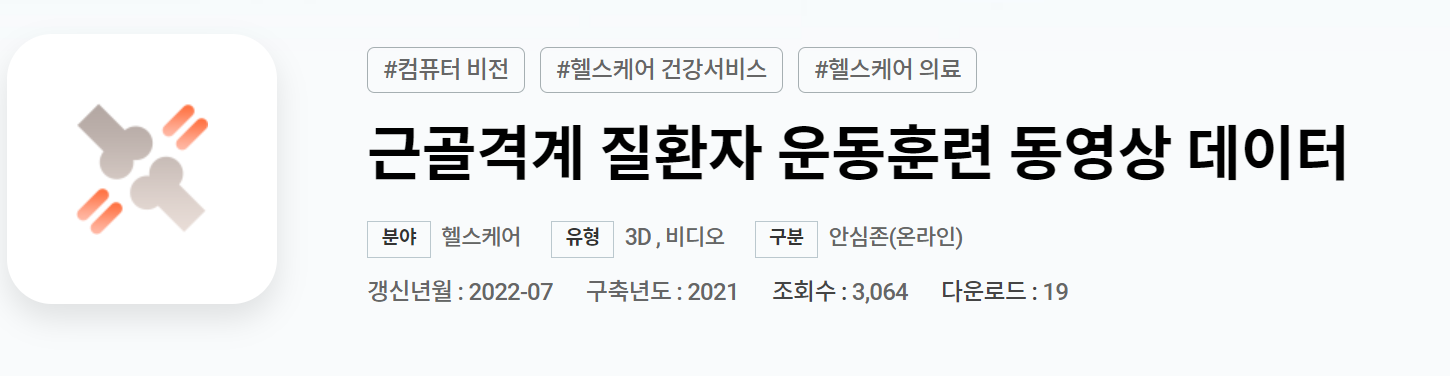 #컴퓨터 비전 #헬스케어 건강서비스 #헬스케어 의료
근골격계 질환자 운동훈련 동영상 데이터
분야 헬스케어 유형 3D , 비디오 구분 안심존(온라인)
갱신년월 : 2022-07 구축년도 : 2021 조회수 : 3,064 다운로드 : 19